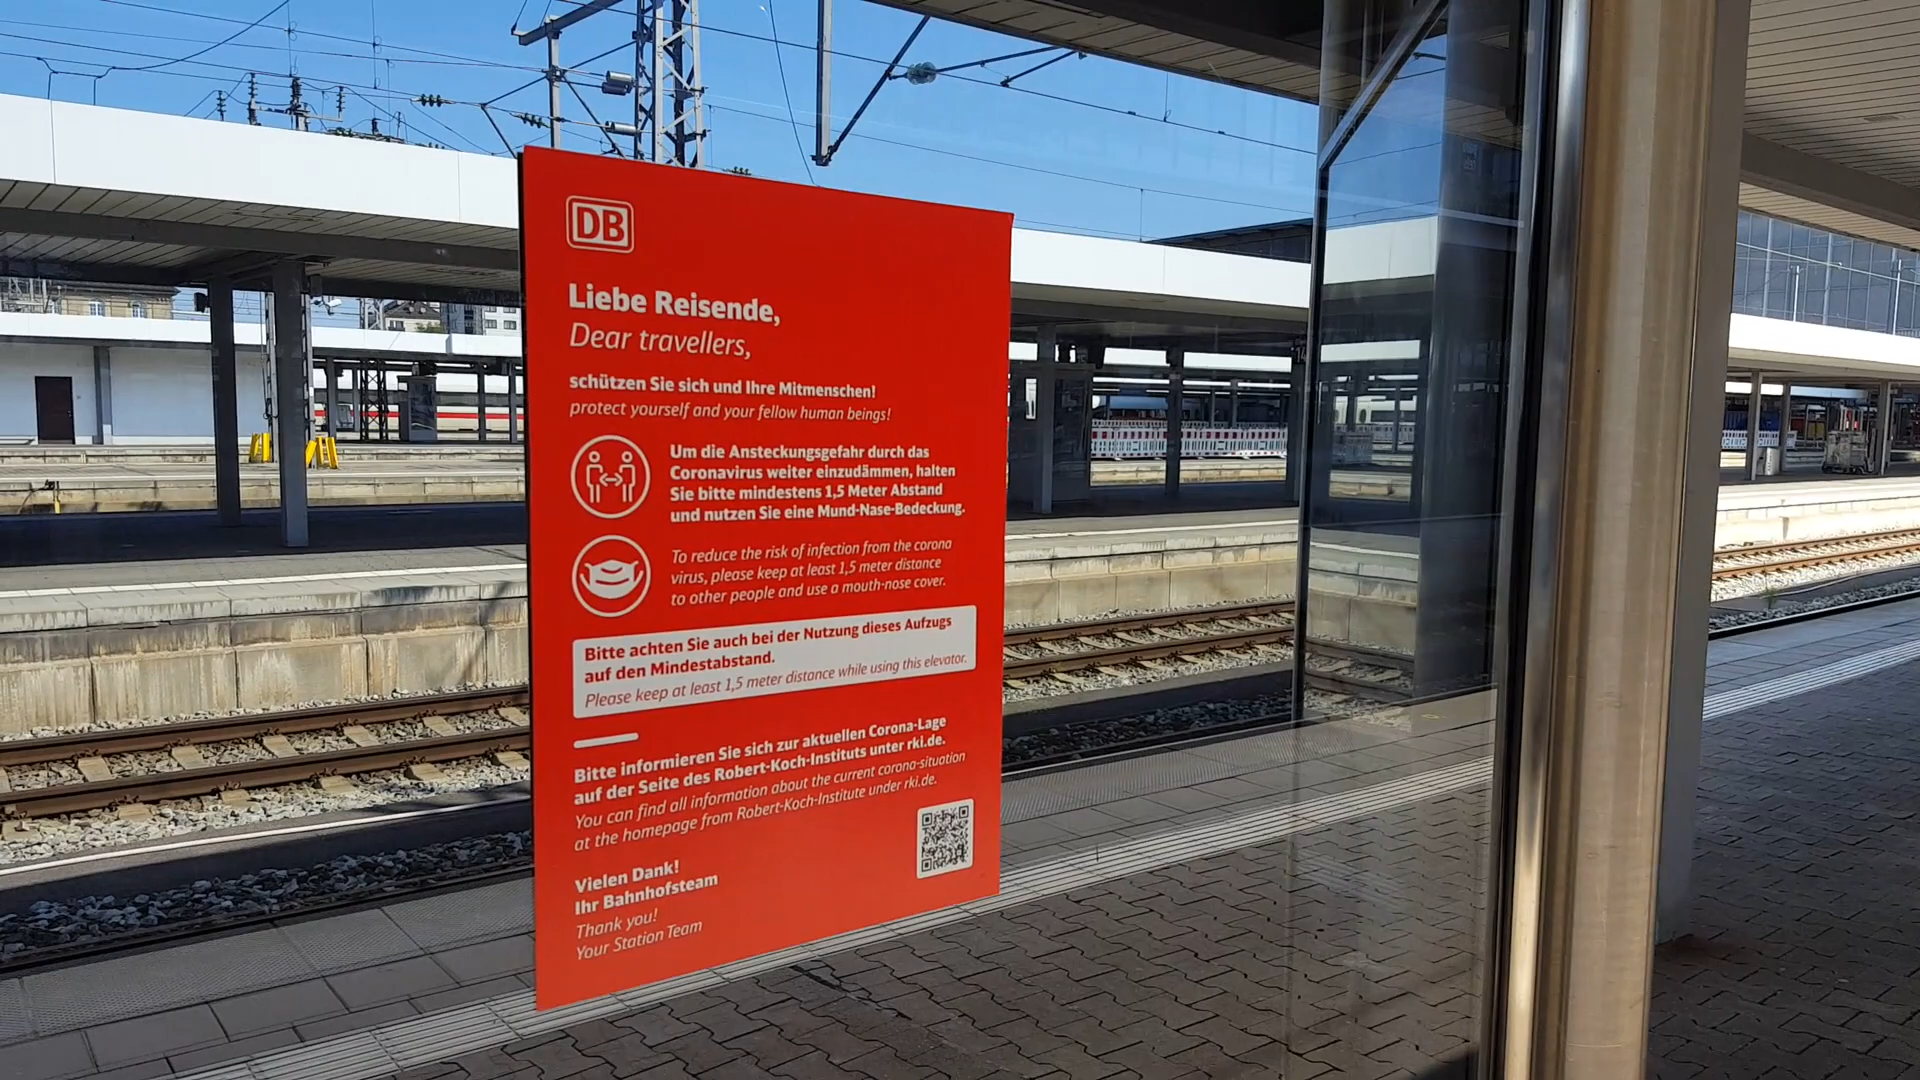 DB
Liebe Reisende,
Dear travellers,
schützen Sie sich und Ihre Mitmenschen!
protect yourself and your fellow human beings!
Um die Ansteckungsgefahr durch das
Coronavirus weiter einzudämmen, halten
Sie bitte mindestens 1,5 Meter Abstand
und nutzen Sie eine Mund-Nase-Bedeckung.
To reduce the risk of infection from the corona
virus, please keep at least 1,5 meter distance
to other people and use a mouth-nose cover.
Bitte achten Sie auch bei der Nutzung dieses Aufzugs
auf den Mindestabstand.
Please keep at least 1,5 meter distance while using this elevator.
Bitte informieren Sie sich zur aktuellen Corona-Lage
auf der Seite des Robert-Koch-Instituts unter rki.de.
You can find all information about the current corona-situation
at the homepage from Robert-Koch-Institute under rki.de.
Vielen Dank!
Ihr Bahnhofsteam
Thank you!
Your Station Team
14